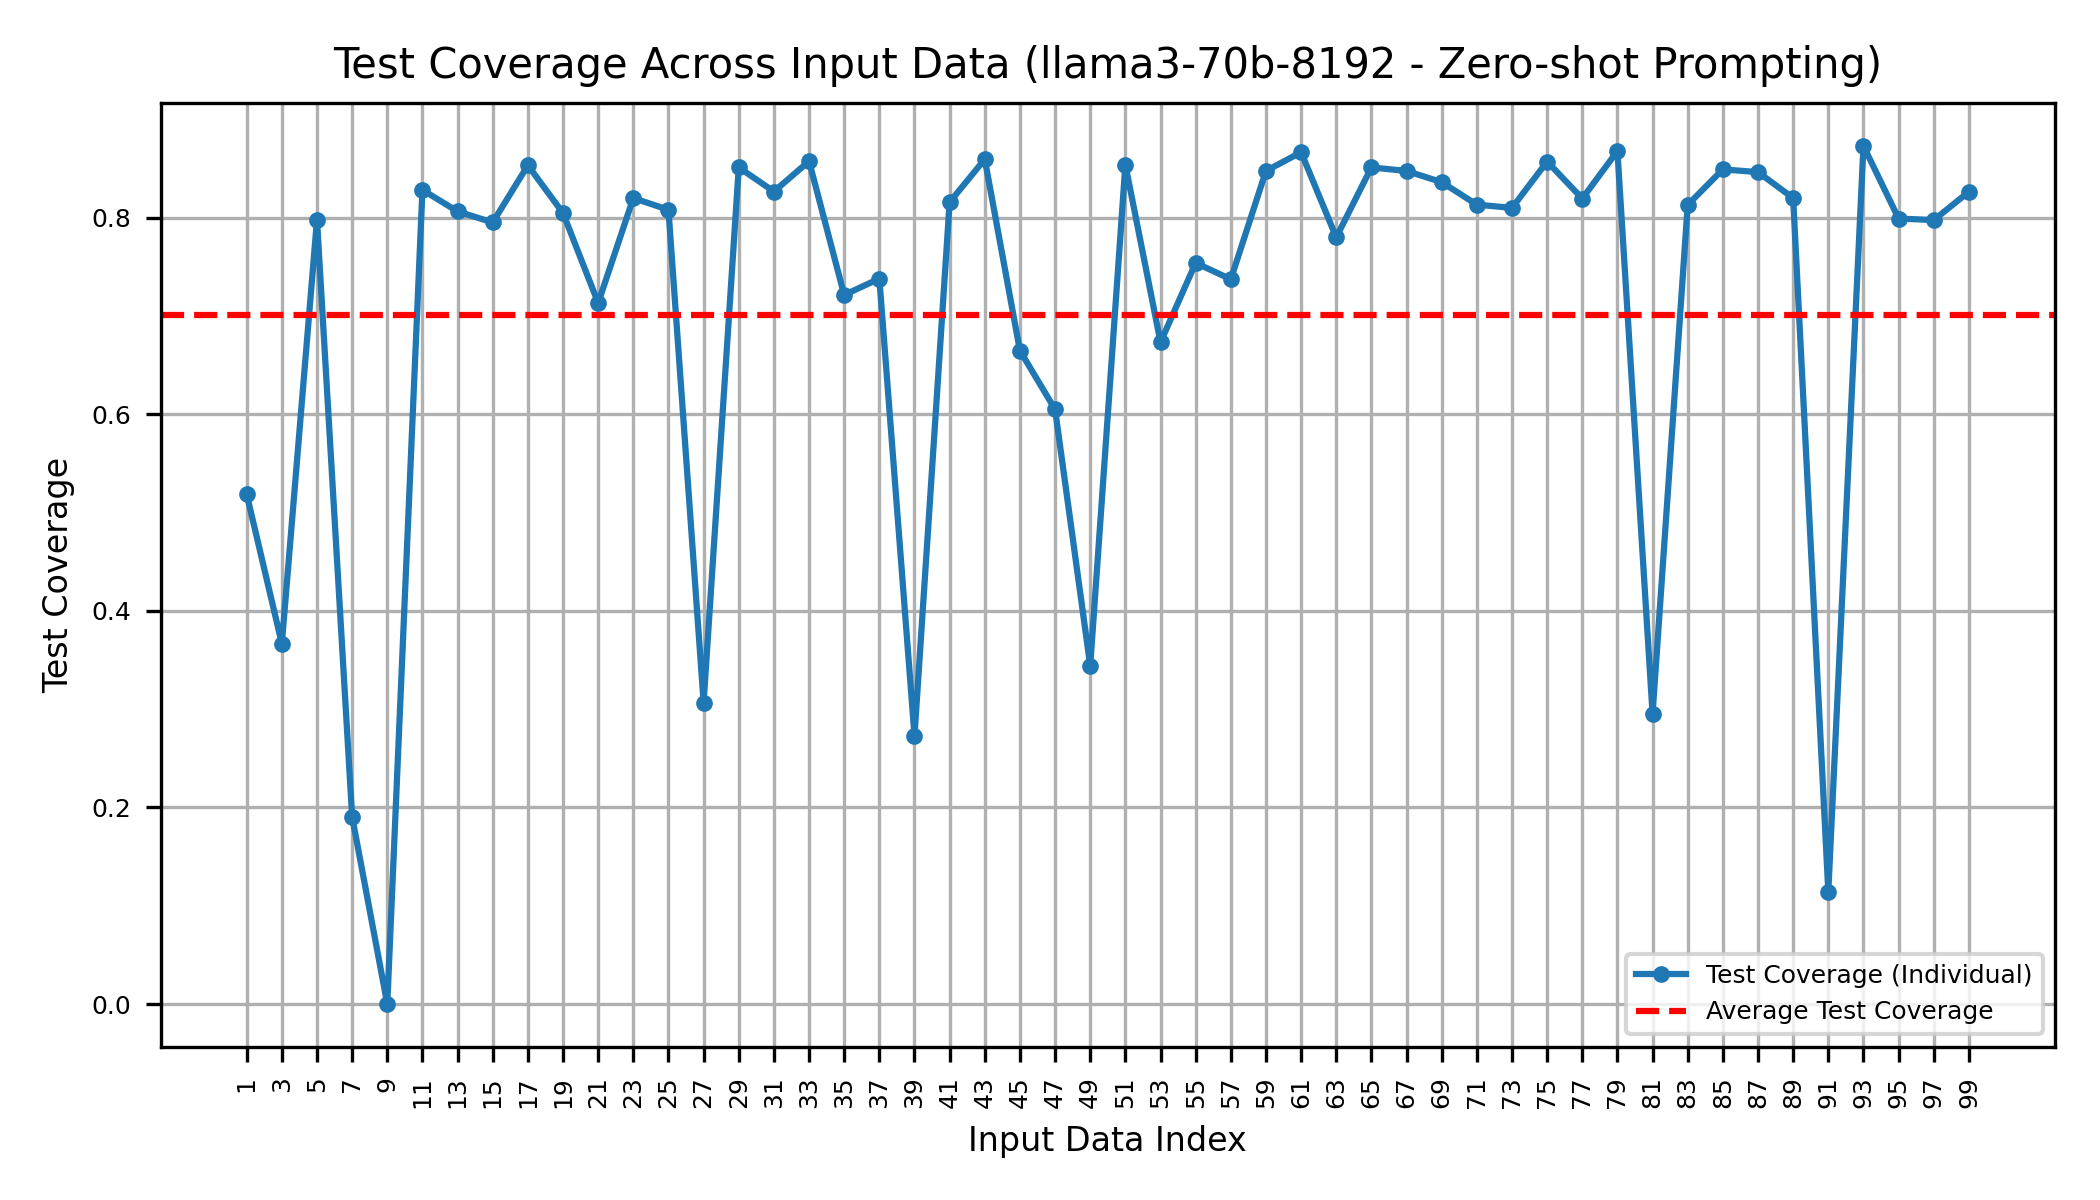 Test Coverage Across Input Data (llama3-70b-8192 - Zero-shot Prompting)
Test Coverage
0.8
0.6
0.4
0.2
0.0
Test Coverage (Individual)
Average Test Coverage
1 3 5 7 9 11 13 15 17 19 21 23 25 27 29 31 33 35 37 39 41 43 45 47 49 51 53 55 57 59 61 63 65 67 69 71 73 75 77 79 81 83 85 87 89 91 93 95 97 99
Input Data Index